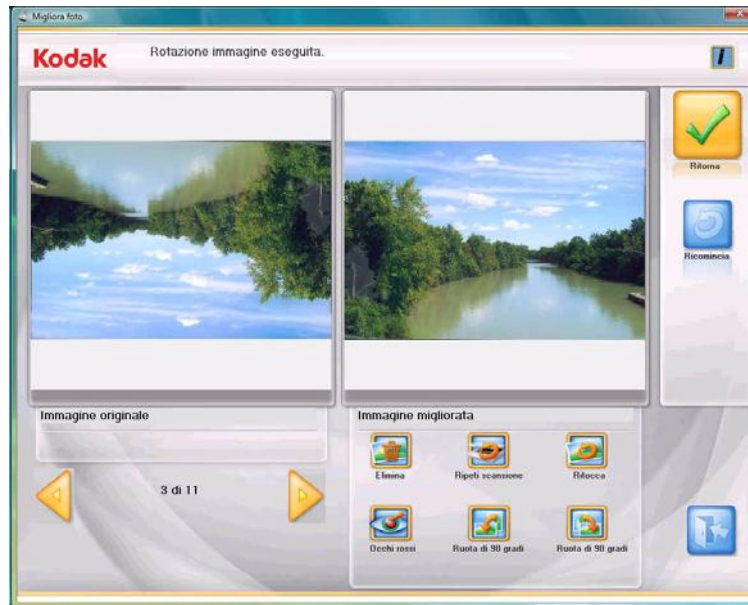 Migliora foto
Kodak
Rotazione immagine eseguita.
i
Ritorna
Ricomincia
Immagine originale
Immagine migliorata
3 di 11
Elimina
Ripeti scansione
Ritocca
Occhi rossi
Ruota di 90 gradi
Ruota di 90 gradi